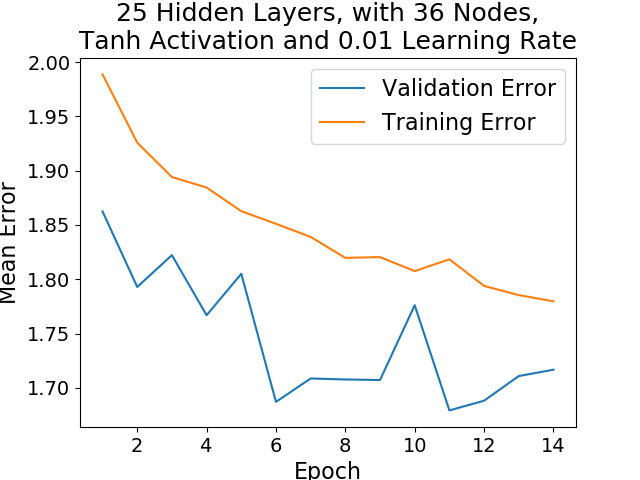 25 Hidden Layers, with 36 Nodes,
Tanh Activation and 0.01 Learning Rate
Validation Error
Training Error
Mean Error
2.00
1.95
1.90
1.85
1.80
1.75
1.70
2 4 6 8 10 12 14
Epoch